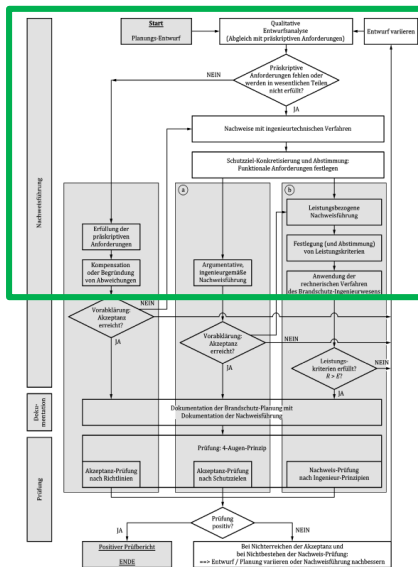 Start
Planungs-Entwurf
Qualitative
Entwurfsanalyse
(Abgleich mit präskriptiven Anforderungen)
Entwurf variieren
Präskriptive
Anforderungen fehlen oder
werden in wesentlichen Teilen
nicht erfüllt?
NEIN
JA
Nachweise mit ingenieurtechnischen Verfahren
Schutzziel-Konkretisierung und Abstimmung:
Funktionale Anforderungen festlegen
Nachweisführung
a
b
Erfüllung der
präskriptiven
Anforderungen
Kompensation
oder Begründung
von Abweichungen
Argumentative,
ingenieurgemäße
Nachweisführung
Leistungsbezogene
Nachweisführung
Festlegung (und Abstimmung)
von Leistungskriterien
Anwendung der
rechnerischen Verfahren
des Brandschutz-Ingenieurwesens
Vorabklärung:
Akzeptanz
erreicht?
NEIN
JA
Vorabklärung:
Akzeptanz
erreicht?
NEIN
JA
Leistungs-
kriterien erfüllt?
R > E?
NEIN
JA
Doku-
mentation
Dokumentation der Brandschutz-Planung mit
Dokumentation der Nachweisführung
Prüfung
Prüfung: 4-Augen-Prinzip
Akzeptanz-Prüfung
nach Richtlinien
Akzeptanz-Prüfung
nach Schutzzielen
Nachweis-Prüfung
nach Ingenieur-Prinzipien
Prüfung
positiv?
JA
NEIN
Positiver Prüfbericht
ENDE
Bei Nichterreichen der Akzeptanz und
bei Nichtbestehen der Nachweis-Prüfung:
==> Entwurf / Planung variieren oder Nachweisführung nachbessern